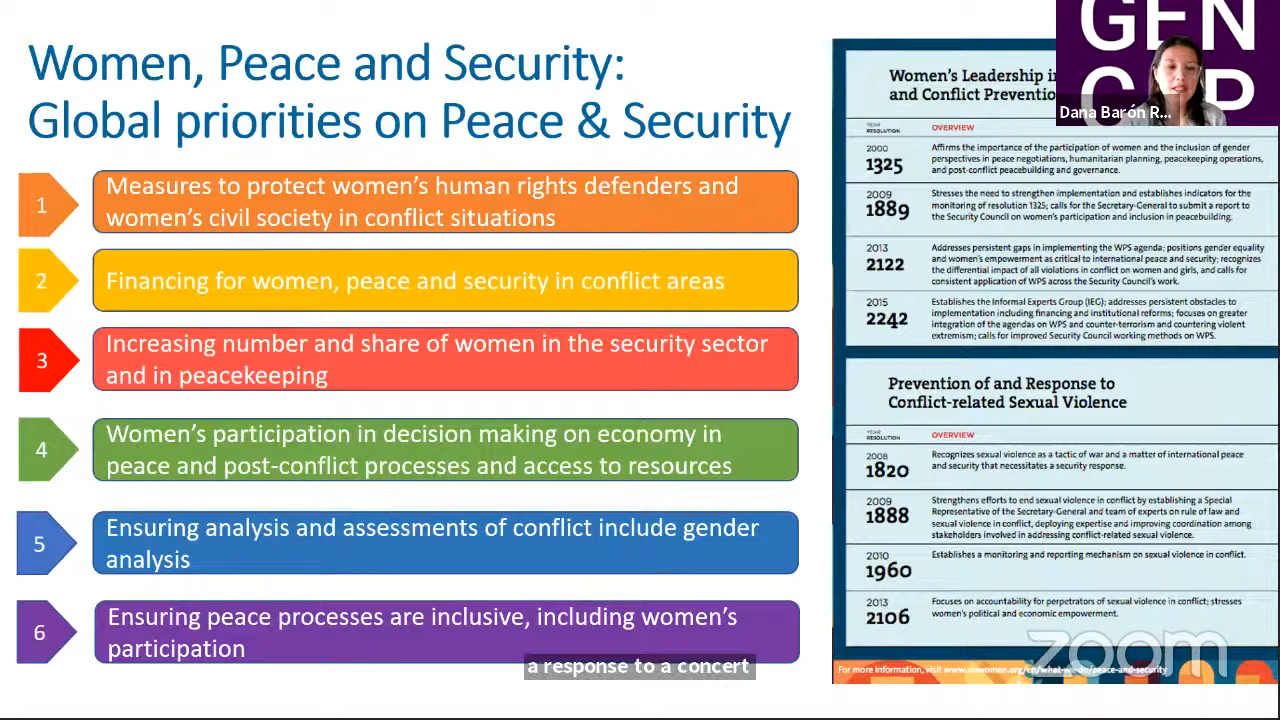 Women, Peace and Security:
Global priorities on Peace & Security
1
Measures to protect women's human rights defenders and
women's civil society in conflict situations
2
Financing for women, peace and security in conflict areas
3
Increasing number and share of women in the security sector
and in peacekeeping
4
Women's participation in decision making on economy in
peace and post-conflict processes and access to resources
5
Ensuring analysis and assessments of conflict include gender
analysis
6
Ensuring peace processes are inclusive, including women's
participation
a response to a concert
GEN
Dana Barón R...
Women's Leadership
and Conflict
YEAR
RESOLUTION
OVERVIEW
2000
1325
Affirms the importance of the participation of women and the inclusion of gender
perspectives in peace negotiations, humanitarian planning, peacekeeping operations,
and post-conflict peacebuilding and governance.
2009
1889
Stresses the need to strengthen implementation and establishes indicators for the
monitoring of resolution 1325; calls for the Secretary-General to submit a report to
the Security Council on women's participation and inclusion in peacebuilding.
2013
2122
Addresses persistent gaps in implementing the WPS agenda; positions gender equality
and women's empowerment as critical to international peace and security; recognizes
the differential impact of all violations in conflict on women and girls, and calls for
consistent application of WPS across the Security Council's work.
2015
2242
Establishes the Informal Experts Group (IEG); addresses persistent obstacles to
implementation including financing and institutional reforms; focuses on greater
integration of the agendas on WPS and counter-terrorism and countering violent
extremism; calls for improved Security Council working methods on WPS.
Prevention of and Response to
Conflict-related Sexual Violence
YEAR
RESOLUTION
OVERVIEW
2008
1820
Recognizes sexual violence as a tactic of war and a matter of international peace
and security that necessitates a security response.
2009
1888
Strengthens efforts to end sexual violence in conflict by establishing a Special
Representative of the Secretary-General and team of experts on rule of law and
sexual violence in conflict, deploying expertise and improving coordination among
stakeholders involved in addressing conflict-related sexual violence.
2010
1960
Establishes a monitoring and reporting mechanism on sexual violence in conflict.
2013
2106
Focuses on accountability for perpetrators of sexual violence in conflict; stresses
women's political and economic empowerment.
zoom
For more information, visit www.unwomen.org/en/what-we-do/peace-and-security